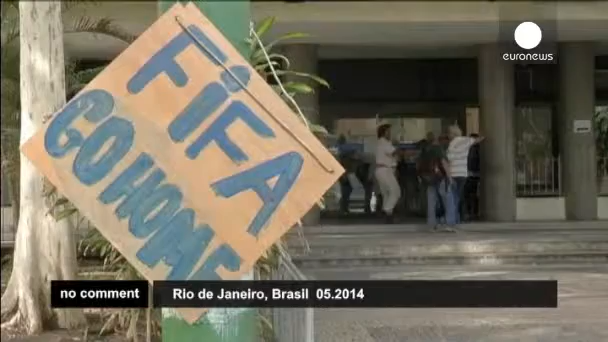 euronews
FIFA
GO HOME
no comment
Rio de Janeiro, Brasil 05.2014